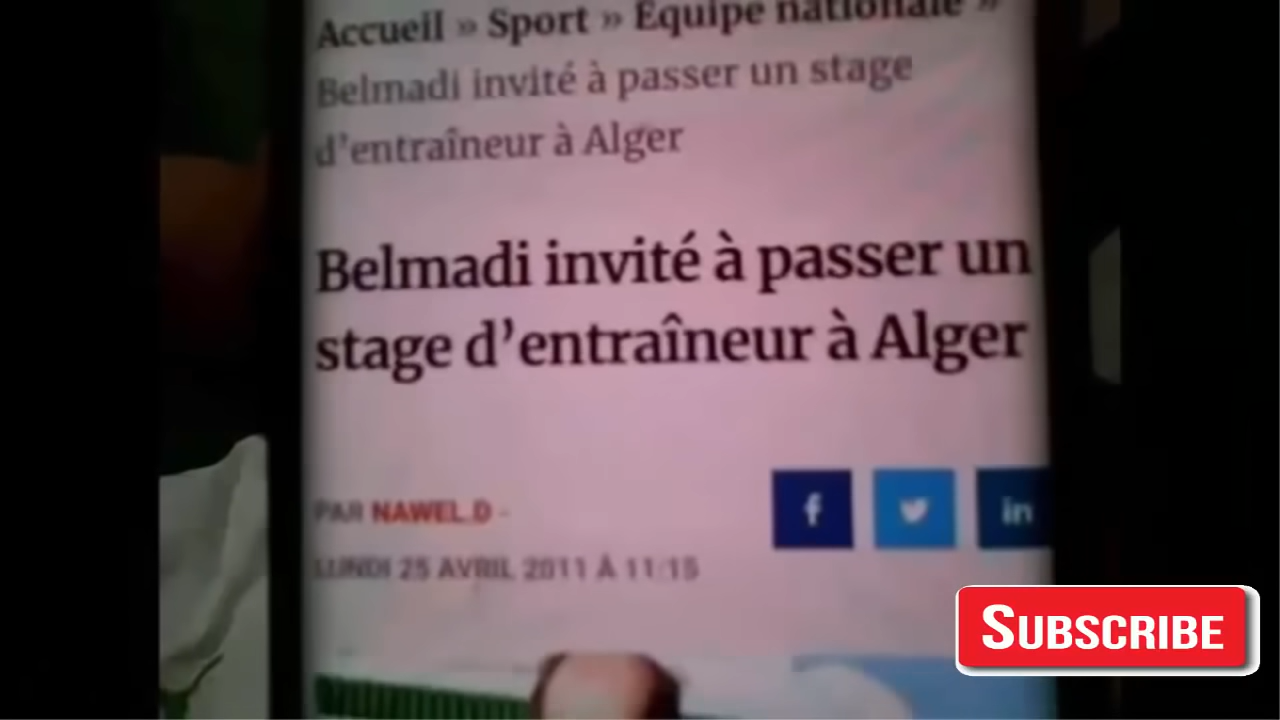 Accueil » Sport » Équipe nationale »
Belmadi invité à passer un stage
d'entraîneur à Alger
Belmadi invité à passer un
stage d'entraîneur à Alger
PAR NAWEL.D -
LUNDI 25 AVRIL 2011 À 11:15
f
in
SUBSCRIBE